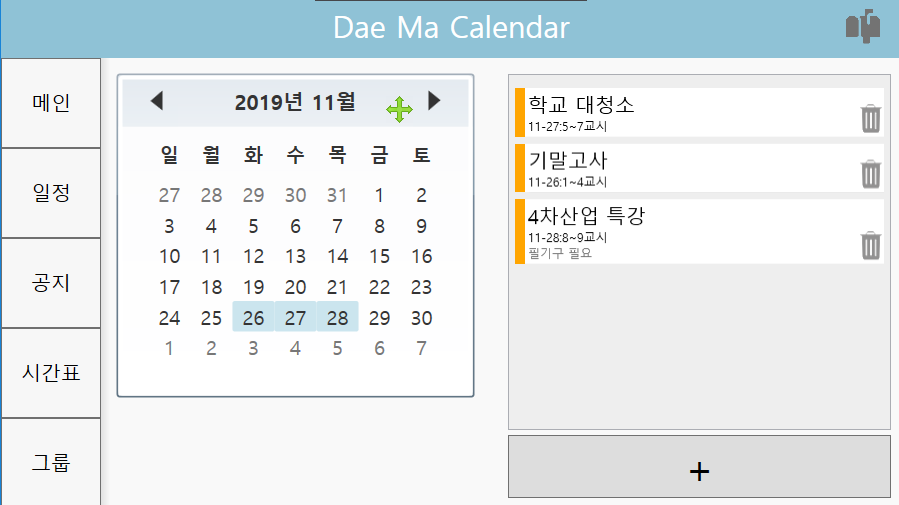 Dae Ma Calendar
메인
일정
공지
시간표
그룹
2019년 11월
일 월 화 수 목 금 토
27 28 29 30 31 1 2
3 4 5 6 7 8 9
10 11 12 13 14 15 16
17 18 19 20 21 22 23
24 25 26 27 28 29 30
1 2 3 4 5 6 7
학교 대청소
11-27:5~7교시
기말고사
11-26:1~4교시
4차산업 특강
11-28:8~9교시
필기구 필요
+